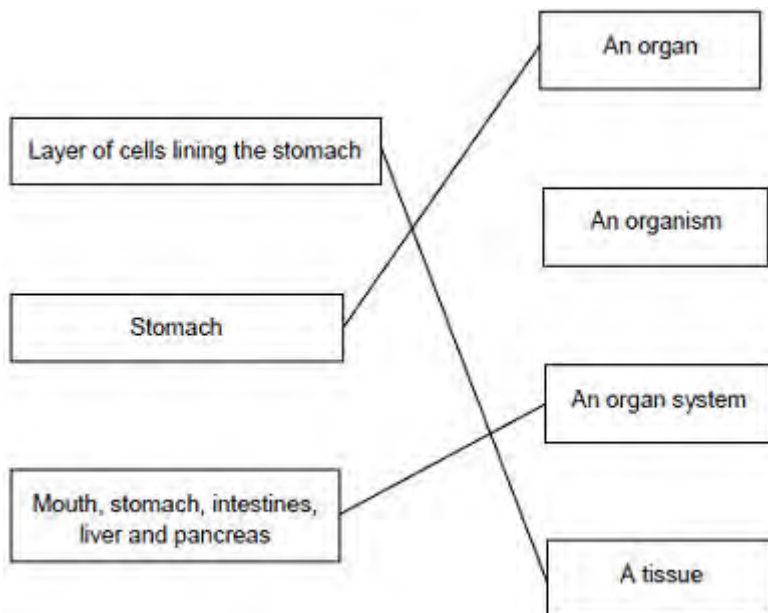 An organ
Layer of cells lining the stomach
An organism
Stomach
An organ system
Mouth, stomach, intestines,
liver and pancreas
A tissue